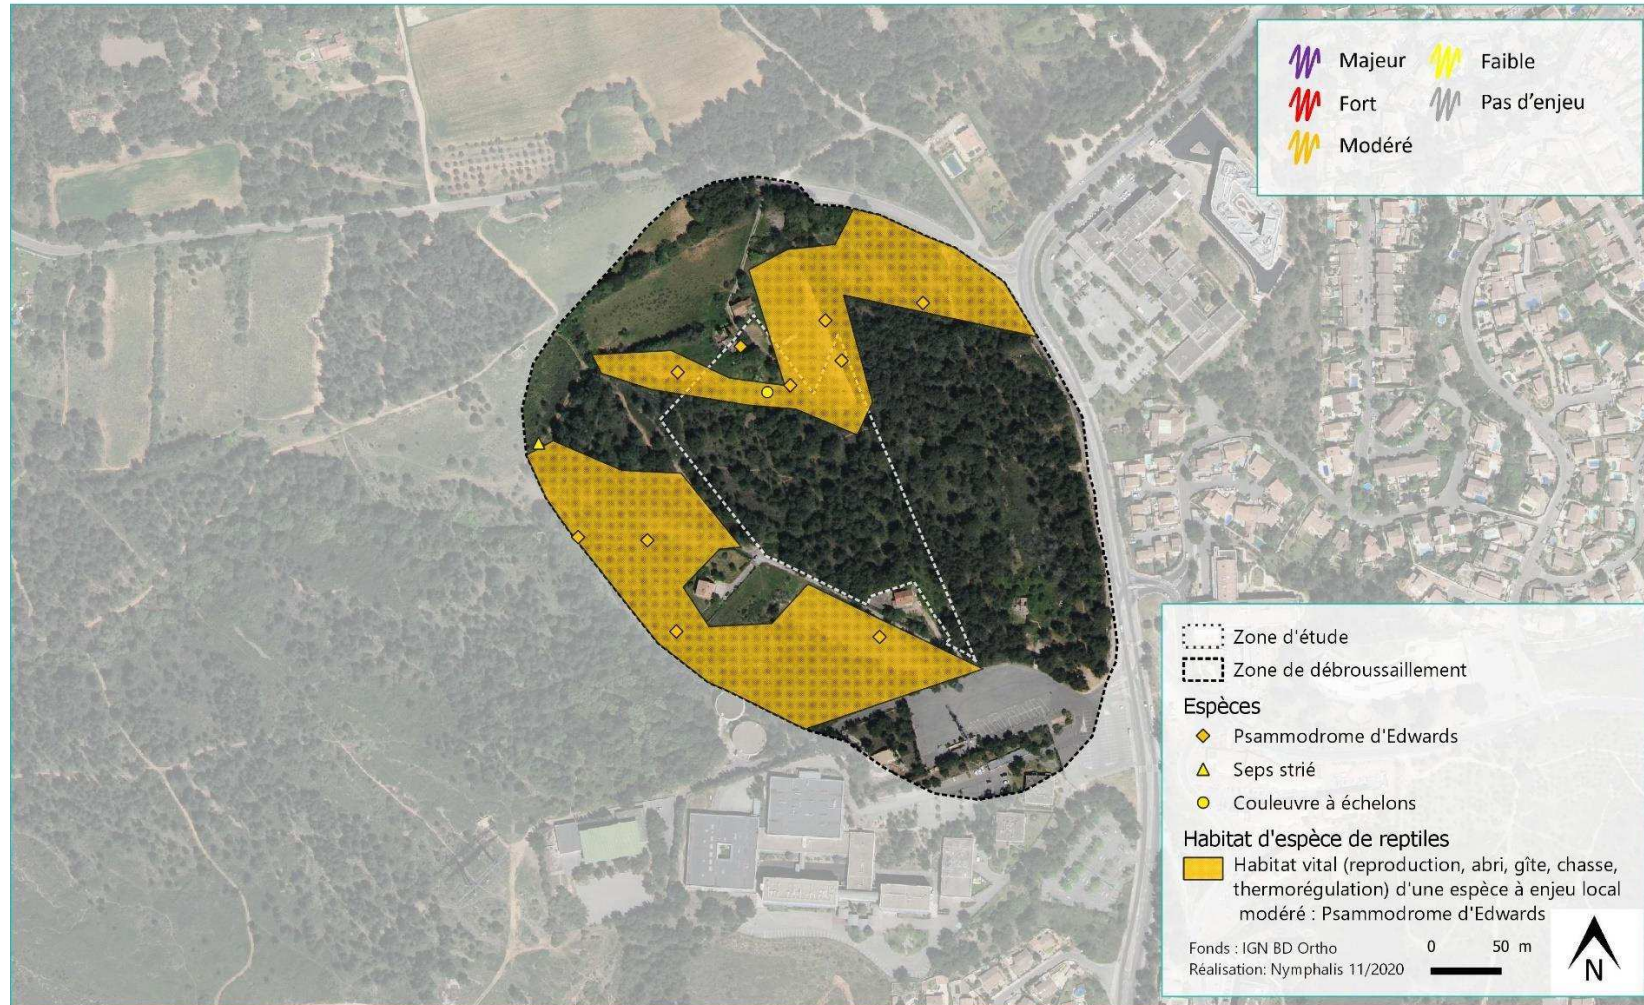 Majeur
Faible
Fort
Pas d'enjeu
Modéré
Zone d'étude
Zone de débroussaillement
Espèces
Psammodrome d'Edwards
Seps strié
Couleuvre à échelons
Habitat d'espèce de reptiles
Habitat vital (reproduction, abri, gîte, chasse,
thermorégulation) d'une espèce à enjeu local
modéré : Psammodrome d'Edwards
Fonds : IGN BD Ortho
Réalisation: Nymphalis 11/2020
0 50 m
N